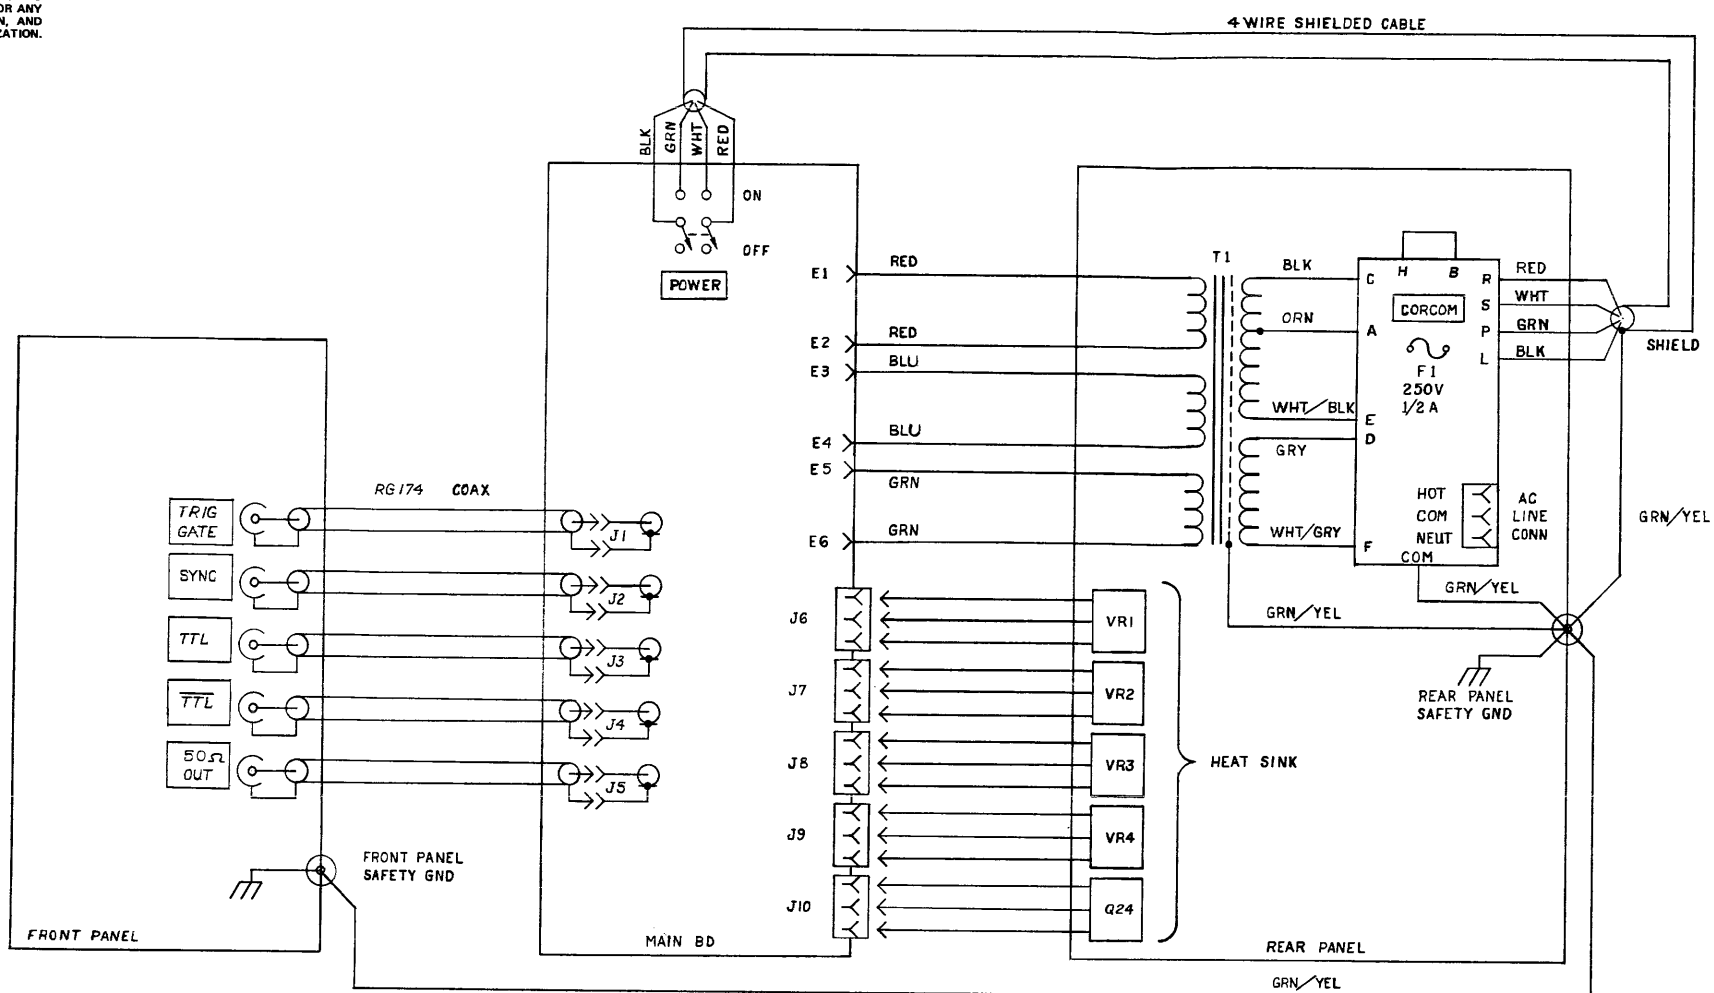 OR ANY
N, AND
ZATION.
4 WIRE SHIELDED CABLE
BLK
GRN
WHT
RED
ON
OFF
POWER
E1
RED
E2
RED
E3
BLU
E4
BLU
E5
GRN
E6
GRN
T1
BLK
ORN
WHT/BLK
GRY
WHT/GRY
H B
C
A
E
D
F
R
S
P
L
CORCOM
F1
250V
1/2 A
HOT
COM
NEUT
COM
AC
LINE
CONN
RED
WHT
GRN
BLK
SHIELD
GRN/YEL
GRN/YEL
GRN/YEL
REAR PANEL
SAFETY GND
TRIG
GATE
SYNC
TTL
TTL
50Ω
OUT
RG174 COAX
J1
J2
J3
J4
J5
J6
J7
J8
J9
J10
VR1
VR2
VR3
VR4
Q24
HEAT SINK
FRONT PANEL
SAFETY GND
FRONT PANEL
MAIN BD
REAR PANEL
GRN/YEL